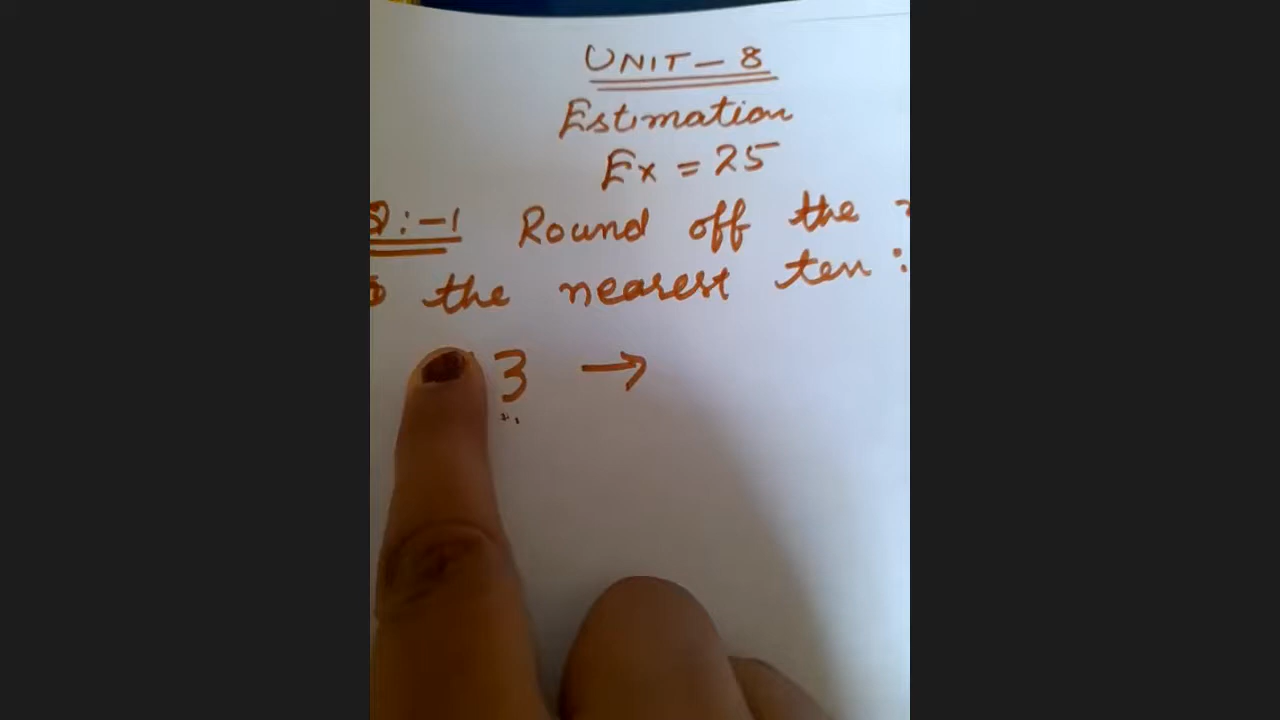 UNIT - 8
Estimation
Ex = 25
Q:-1 Round off the
the nearest ten :
3 →